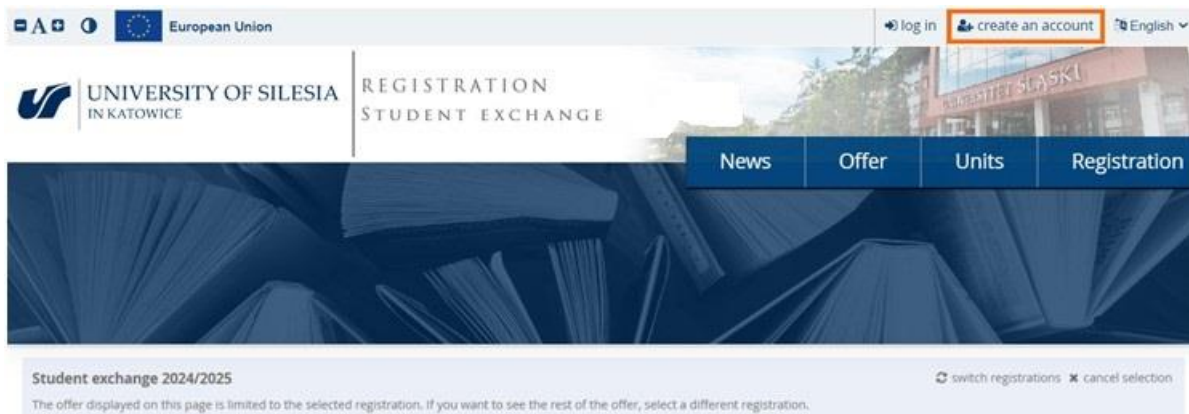 A European Union log in create an account English
UNIVERSITY OF SILESIA
IN KATOWICE
REGISTRATION
STUDENT EXCHANGE
UNIWERSYTET ŚLĄSKI
News Offer Units Registration
Student exchange 2024/2025 switch registrations cancel selection
The offer displayed on this page is limited to the selected registration. If you want to see the rest of the offer, select a different registration.